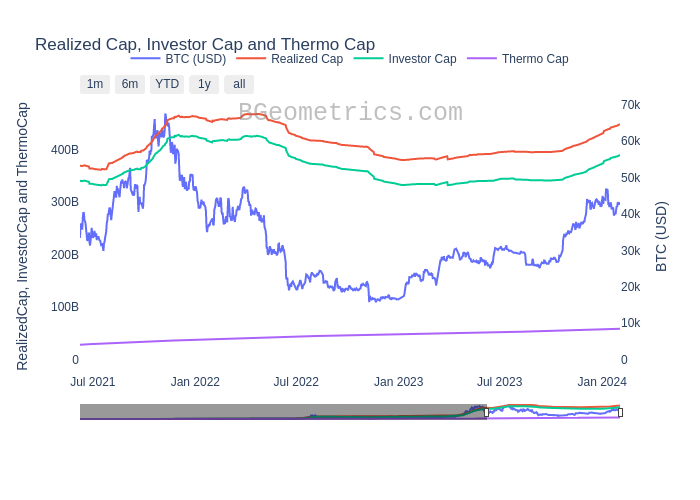 Realized Cap, Investor Cap and Thermo Cap
BTC (USD) Realized Cap Investor Cap Thermo Cap
1m 6m YTD 1y all
BGeometrics.com
RealizedCap, InvestorCap and ThermoCap
400B
300B
200B
100B
0
70k
60k
50k
40k
30k
20k
10k
0
BTC (USD)
Jul 2021 Jan 2022 Jul 2022 Jan 2023 Jul 2023 Jan 2024